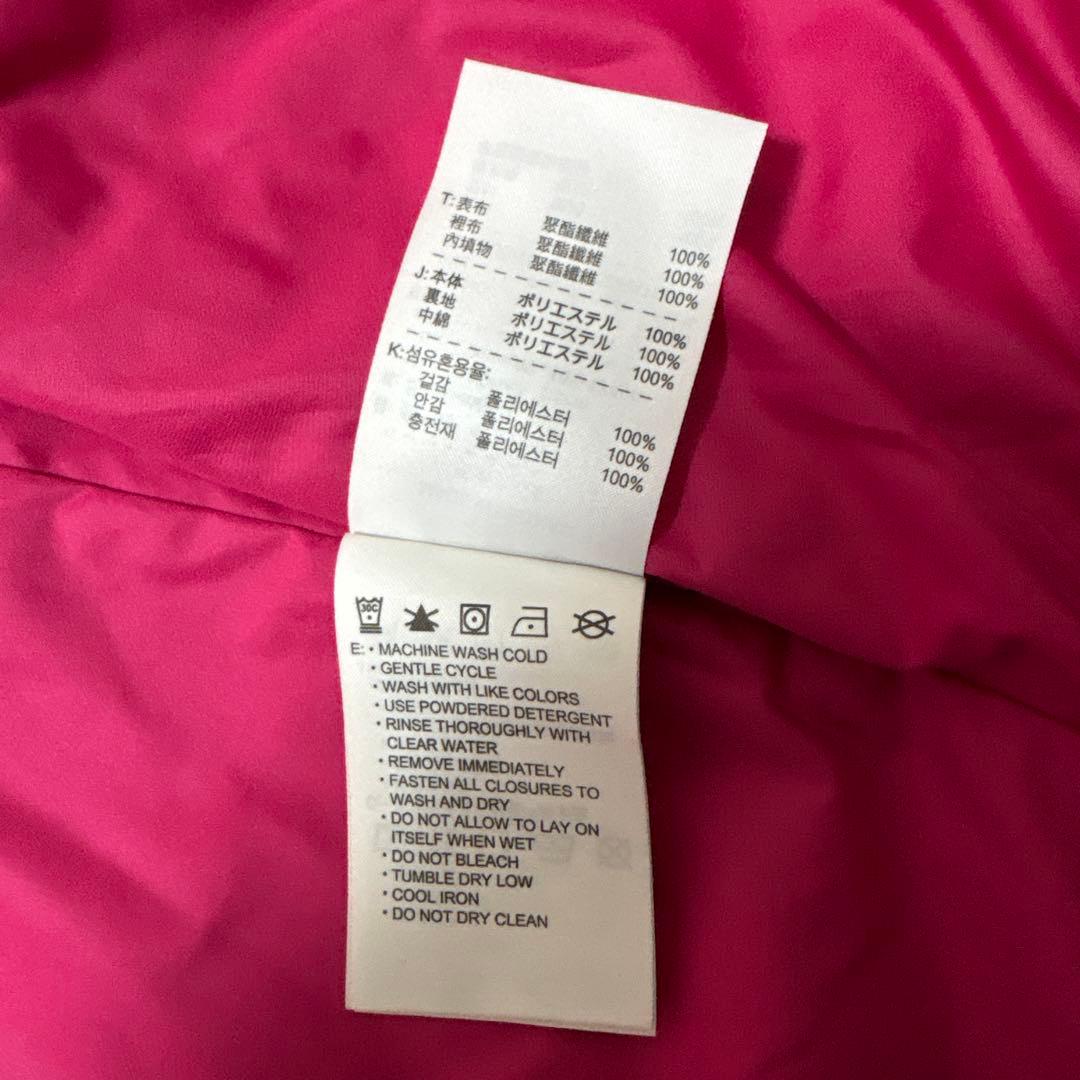 T: 表布 聚酯纖維 100%
裡布 聚酯纖維 100%
內填物 聚酯纖維 100%
J: 本体 ポリエステル 100%
裏地 ポリエステル 100%
中綿 ポリエステル 100%
K: 섬유혼용율:
겉감 폴리에스터 100%
안감 폴리에스터 100%
충전재 폴리에스터 100%
30C
E: • MACHINE WASH COLD
• GENTLE CYCLE
• WASH WITH LIKE COLORS
• USE POWDERED DETERGENT
• RINSE THOROUGHLY WITH
CLEAR WATER
• REMOVE IMMEDIATELY
• FASTEN ALL CLOSURES TO
WASH AND DRY
• DO NOT ALLOW TO LAY ON
ITSELF WHEN WET
• DO NOT BLEACH
• TUMBLE DRY LOW
• COOL IRON
• DO NOT DRY CLEAN